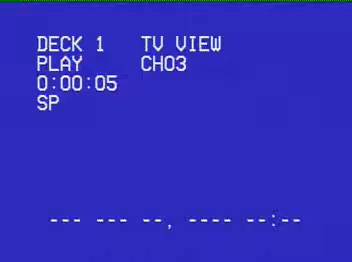 DECK 1 TV VIEW
PLAY CH03
0:00:05
SP
--- --- --, ---- --:--